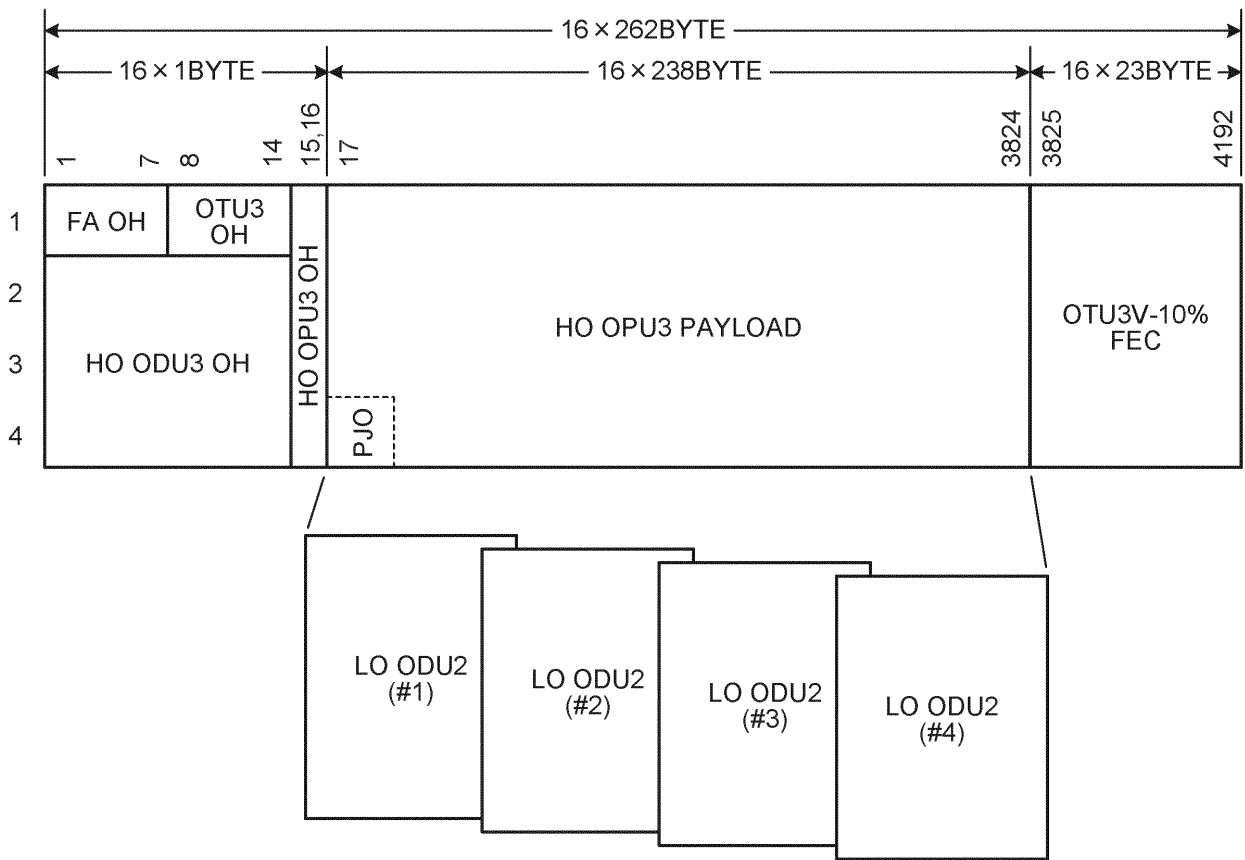 16×262BYTE
16×1BYTE
16×238BYTE
16×23BYTE
1
7
8
14
15,16
17
3824
3825
4192
1
2
3
4
FA OH
OTU3
OH
HO ODU3 OH
HO OPU3 OH
PJO
HO OPU3 PAYLOAD
OTU3V-10%
FEC
LO ODU2
(#1)
LO ODU2
(#2)
LO ODU2
(#3)
LO ODU2
(#4)